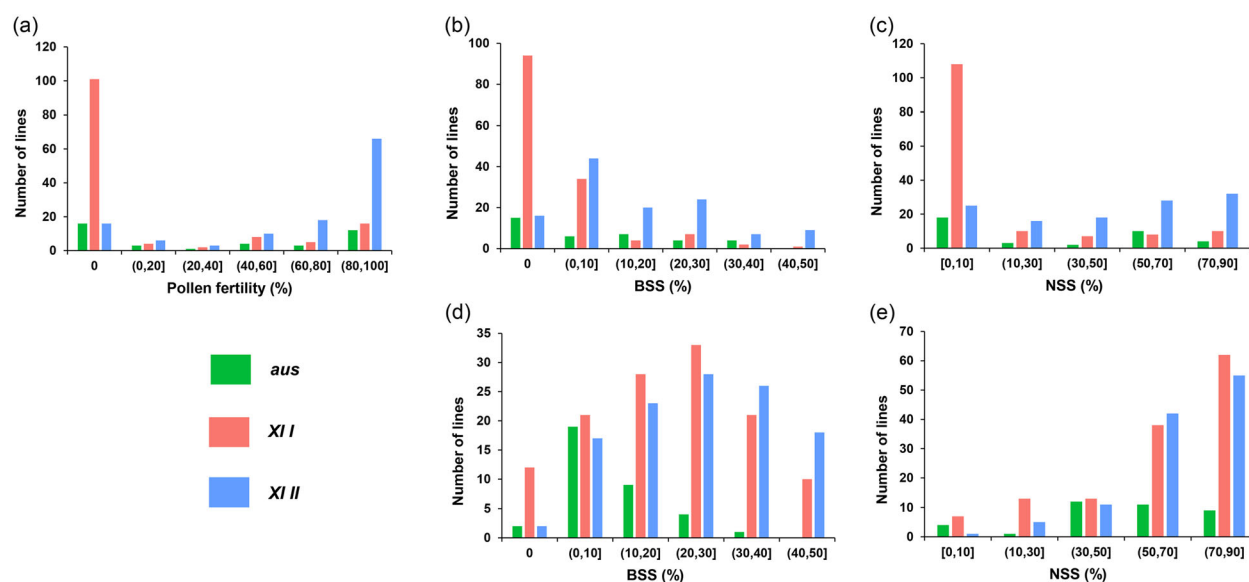 (a)
120
100
80
60
40
20
0
Number of lines
0 (0,20] (20,40] (40,60] (60,80] (80,100]
Pollen fertility (%)
(b)
100
80
60
40
20
0
Number of lines
0 (0,10] (10,20] (20,30] (30,40] (40,50]
BSS (%)
(c)
120
100
80
60
40
20
0
Number of lines
[0,10] (10,30] (30,50] (50,70] (70,90]
NSS (%)
aus
XI I
XI II
(d)
35
30
25
20
15
10
5
0
Number of lines
0 (0,10] (10,20] (20,30] (30,40] (40,50]
BSS (%)
(e)
70
60
50
40
30
20
10
0
Number of lines
[0,10] (10,30] (30,50] (50,70] (70,90]
NSS (%)